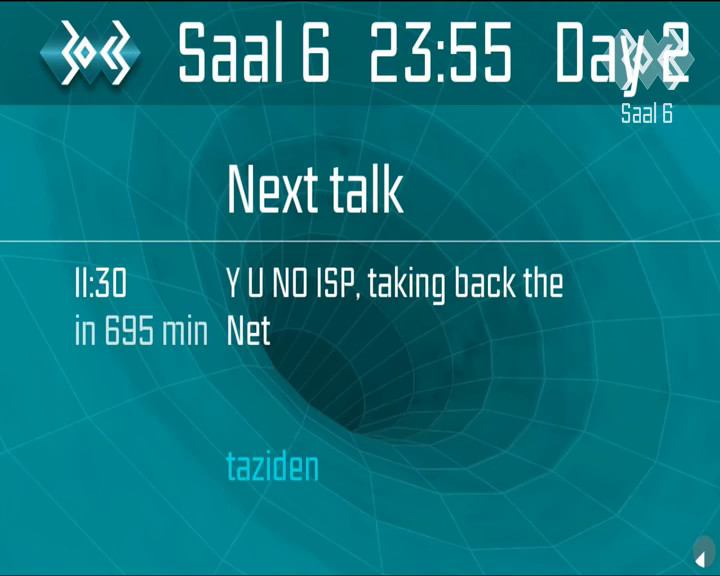 Saal 6 23:55 Day 2
Saal 6
Next talk
11:30 Y U NO ISP, taking back the
in 695 min Net
taziden